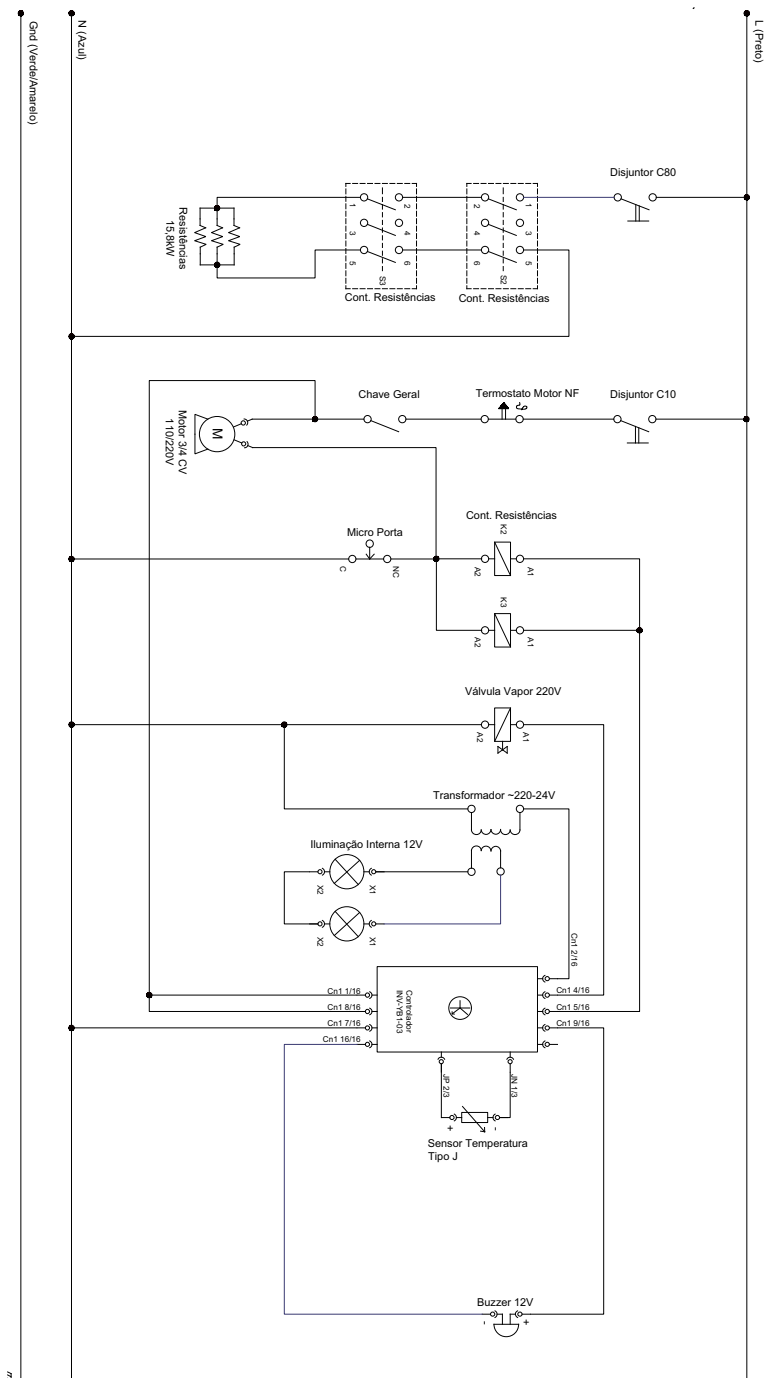 L (Preto)
N (Azul)
Gnd (Verde/Amarelo)
Disjuntor C80
1
2
3
4
5
6
S3
Cont. Resistências
2
1
4
3
6
5
S2
Cont. Resistências
Resistências
15,8kW
Chave Geral
Termostato Motor NF
Disjuntor C10
M
Motor 3/4 CV
110/220V
Cont. Resistências
K2
A2
A1
Micro Porta
C
NC
K3
A2
A1
Válvula Vapor 220V
A2
A1
Transformador ~220-24V
Iluminação Interna 12V
X2
X1
X2
X1
Cn1 2/16
Cn1 1/16
Cn1 8/16
Cn1 7/16
Cn1 16/16
Controlador
INV-YB1-03
Cn1 4/16
Cn1 5/16
Cn1 9/16
JP 2/3
JN 1/3
+
-
Sensor Temperatura
Tipo J
Buzzer 12V
-
+